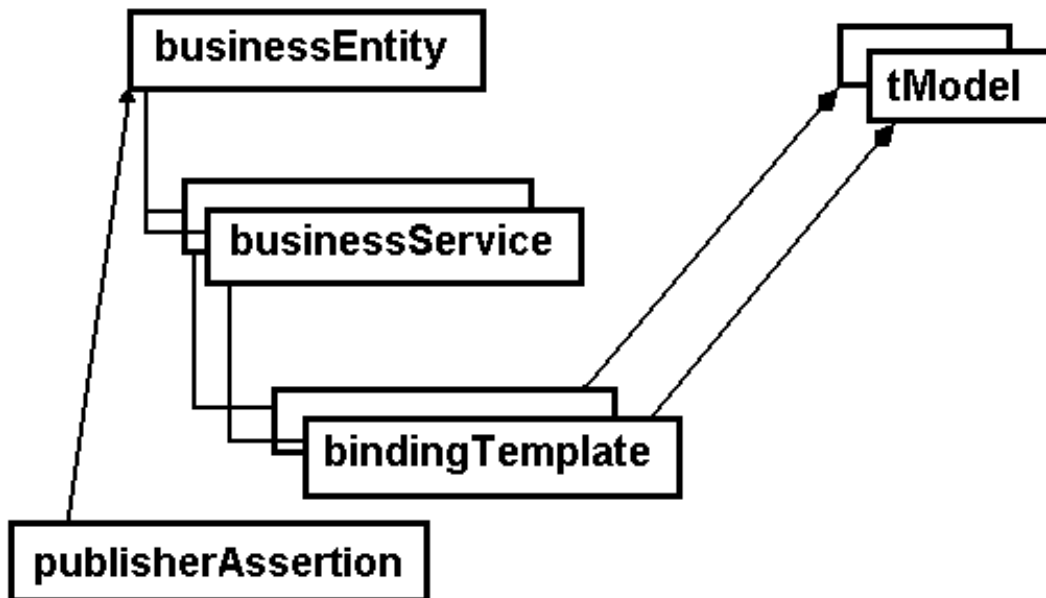 businessEntity
tModel
businessService
bindingTemplate
publisherAssertion